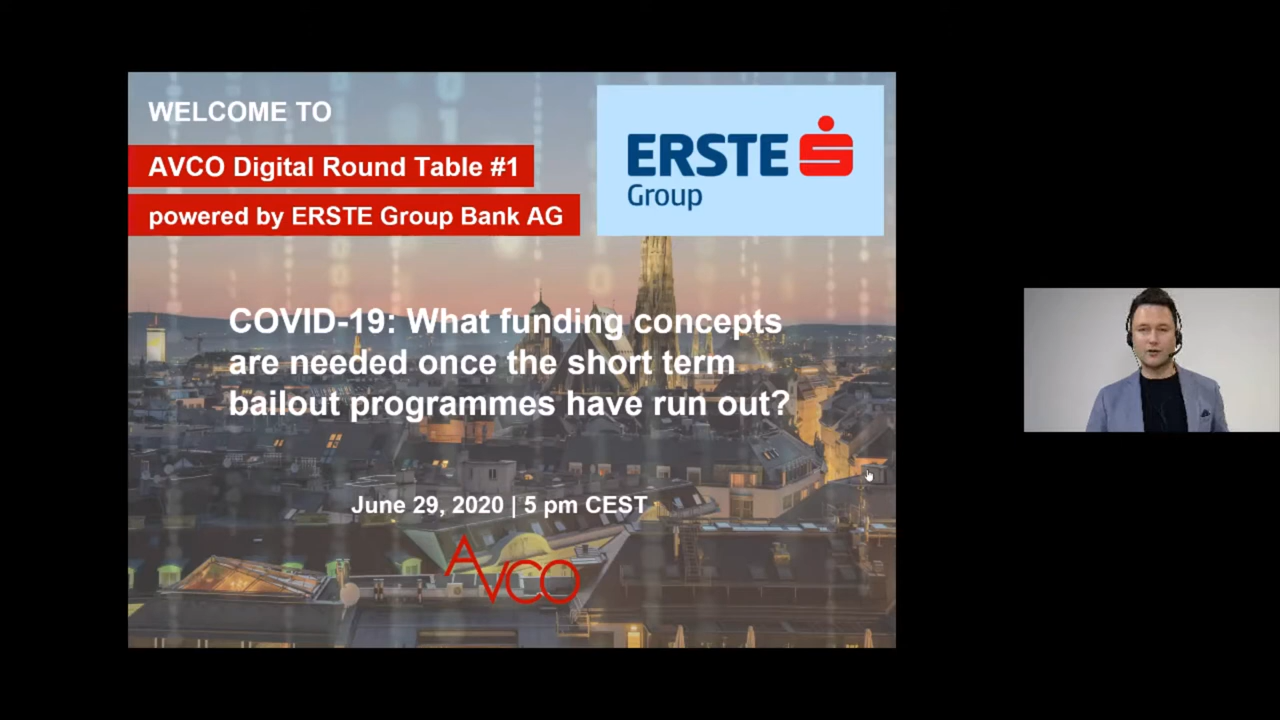 WELCOME TO
AVCO Digital Round Table #1
powered by ERSTE Group Bank AG
ERSTE
Group
COVID-19: What funding concepts
are needed once the short term
bailout programmes have run out?
June 29, 2020 | 5 pm CEST
AVCO